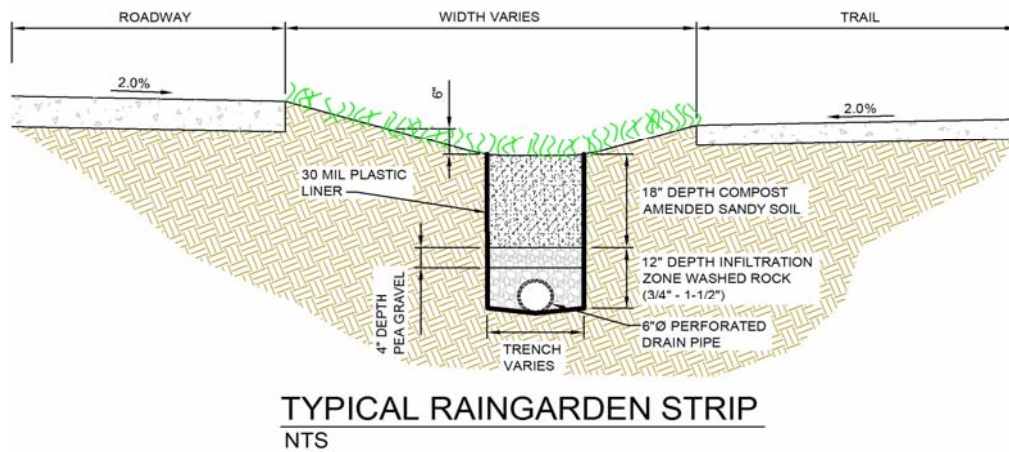 ROADWAY
WIDTH VARIES
TRAIL
2.0%
6"
2.0%
30 MIL PLASTIC
LINER
18" DEPTH COMPOST
AMENDED SANDY SOIL
4" DEPTH
PEA GRAVEL
12" DEPTH INFILTRATION
ZONE WASHED ROCK
(3/4" - 1-1/2")
6"Ø PERFORATED
DRAIN PIPE
TRENCH
VARIES
TYPICAL RAINGARDEN STRIP
NTS